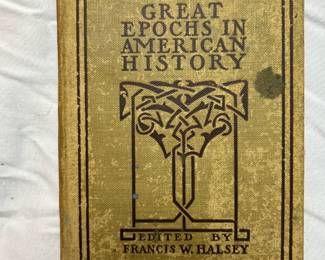 GREAT
EPOCHS IN
AMERICAN
HISTORY
EDITED BY
FRANCIS W. HALSEY